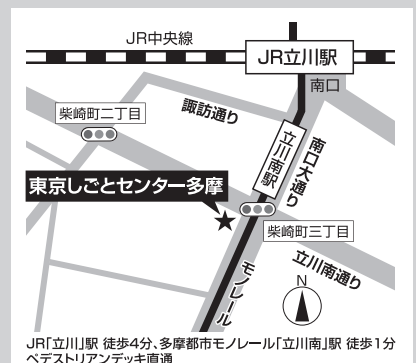 JR中央線
JR立川駅
南口
柴崎町二丁目
諏訪通り
立川南駅
南口大通り
東京しごとセンター多摩
柴崎町三丁目
立川南通り
モノレール
N
JR「立川」駅 徒歩4分、多摩都市モノレール「立川南」駅 徒歩1分
ペデストリアンデッキ直通